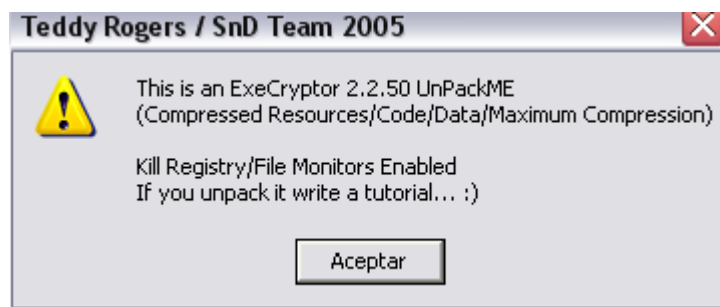 Teddy Rogers / SnD Team 2005
This is an ExeCryptor 2.2.50 UnPackME
(Compressed Resources/Code/Data/Maximum Compression)
Kill Registry/File Monitors Enabled
If you unpack it write a tutorial... :)
Aceptar